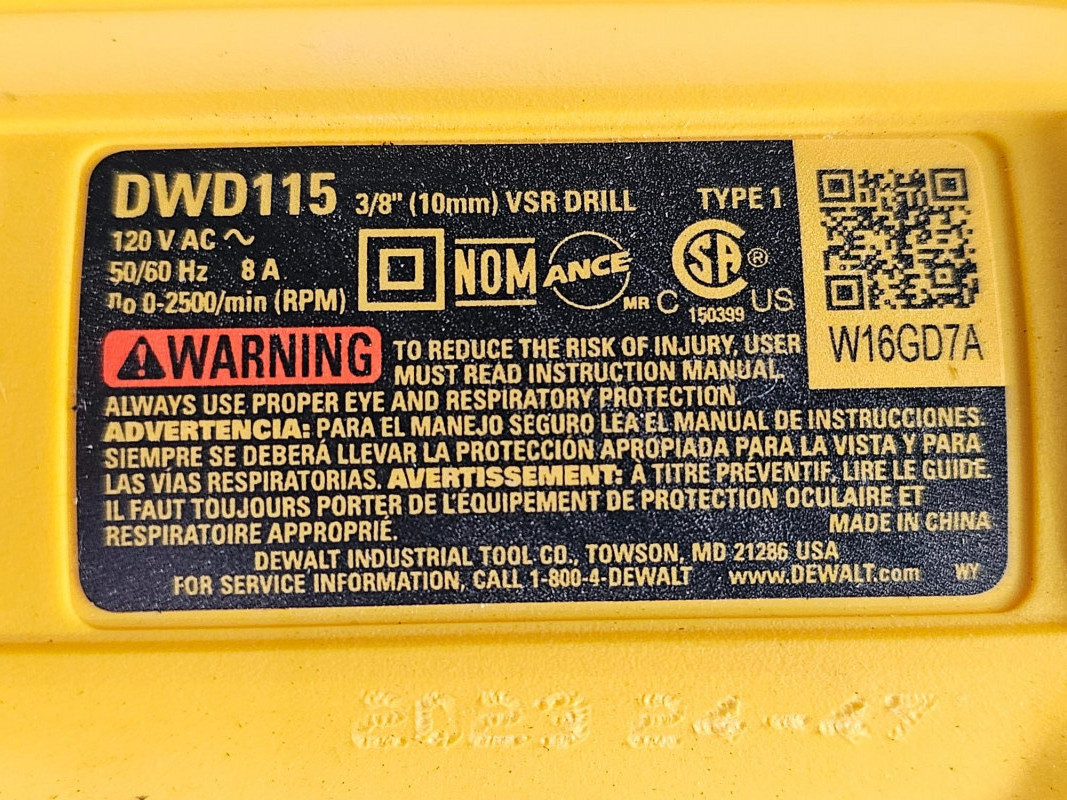 DWD115 3/8" (10mm) VSR DRILL TYPE 1
120 V AC ~
50/60 Hz 8 A
n₀ 0-2500/min (RPM)
NOM ANCE MR
C SA ® US
150399
W16GD7A
⚠WARNING TO REDUCE THE RISK OF INJURY, USER
MUST READ INSTRUCTION MANUAL.
ALWAYS USE PROPER EYE AND RESPIRATORY PROTECTION.
ADVERTENCIA: PARA EL MANEJO SEGURO LEA EL MANUAL DE INSTRUCCIONES.
SIEMPRE SE DEBERÁ LLEVAR LA PROTECCIÓN APROPIADA PARA LA VISTA Y PARA
LAS VÍAS RESPIRATORIAS. AVERTISSEMENT: À TITRE PRÉVENTIF, LIRE LE GUIDE
IL FAUT TOUJOURS PORTER DE L'ÉQUIPEMENT DE PROTECTION OCULAIRE ET
RESPIRATOIRE APPROPRIÉ. MADE IN CHINA
DEWALT INDUSTRIAL TOOL CO., TOWSON, MD 21286 USA
FOR SERVICE INFORMATION, CALL 1-800-4-DEWALT www.DEWALT.com WY
2023 24-47